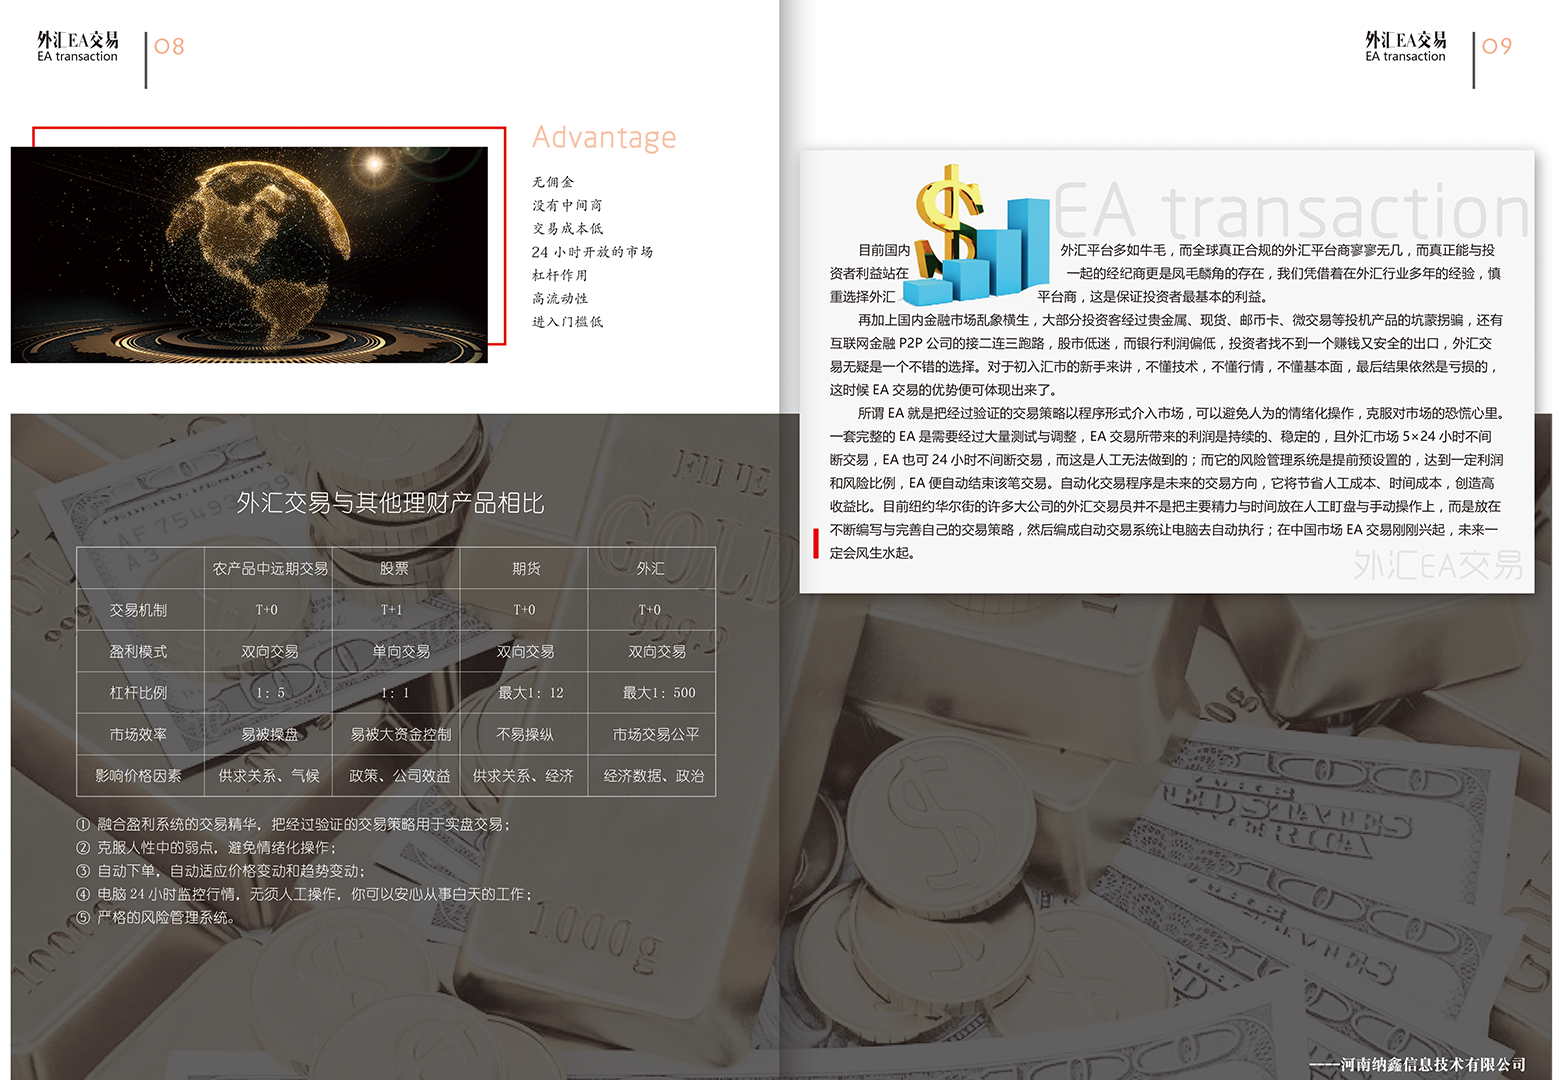 外汇EA交易
EA transaction
08
Advantage
无佣金
没有中间商
交易成本低
24 小时开放的市场
杠杆作用
高流动性
进入门槛低
外汇交易与其他理财产品相比
农产品中远期交易 股票 期货 外汇
交易机制 T+0 T+1 T+0 T+0
盈利模式 双向交易 单向交易 双向交易 双向交易
杠杆比例 1：5 1：1 最大1：12 最大1：500
市场效率 易被操盘 易被大资金控制 不易操纵 市场交易公平
影响价格因素 供求关系、气候 政策、公司效益 供求关系、经济 经济数据、政治
① 融合盈利系统的交易精华，把经过验证的交易策略用于实盘交易；
② 克服人性中的弱点，避免情绪化操作；
③ 自动下单，自动适应价格变动和趋势变动；
④ 电脑 24 小时监控行情，无须人工操作，你可以安心从事白天的工作；
⑤ 严格的风险管理系统。
外汇EA交易
EA transaction
09
EA transaction
目前国内外汇平台多如牛毛，而全球真正合规的外汇平台商寥寥无几，而真正能与投
资者利益站在一起的经纪商更是凤毛麟角的存在，我们凭借着在外汇行业多年的经验，慎
重选择外汇平台商，这是保证投资者最基本的利益。
再加上国内金融市场乱象横生，大部分投资客经过贵金属、现货、邮币卡、微交易等投机产品的坑蒙拐骗，还有
互联网金融 P2P 公司的接二连三跑路，股市低迷，而银行利润偏低，投资者找不到一个赚钱又安全的出口，外汇交
易无疑是一个不错的选择。对于初入汇市的新手来讲，不懂技术，不懂行情，不懂基本面，最后结果依然是亏损的，
这时候 EA 交易的优势便可体现出来了。
所谓 EA 就是把经过验证的交易策略以程序形式介入市场，可以避免人为的情绪化操作，克服对市场的恐慌心里。
一套完整的 EA 是需要经过大量测试与调整，EA 交易所带来的利润是持续的、稳定的，且外汇市场 5×24 小时不间
断交易，EA 也可 24 小时不间断交易，而这是人工无法做到的；而它的风险管理系统是提前预设置的，达到一定利润
和风险比例，EA 便自动结束该笔交易。自动化交易程序是未来的交易方向，它将节省人工成本、时间成本，创造高
收益比。目前纽约华尔街的许多大公司的外汇交易员并不是把主要精力与时间放在人工盯盘与手动操作上，而是放在
不断编写与完善自己的交易策略，然后编成自动交易系统让电脑去自动执行；在中国市场 EA 交易刚刚兴起，未来一
定会风生水起。
外汇EA交易
FINE
GOLD
999.9
1000g
UNITED STATES
AMERICA
----河南纳鑫信息技术有限公司